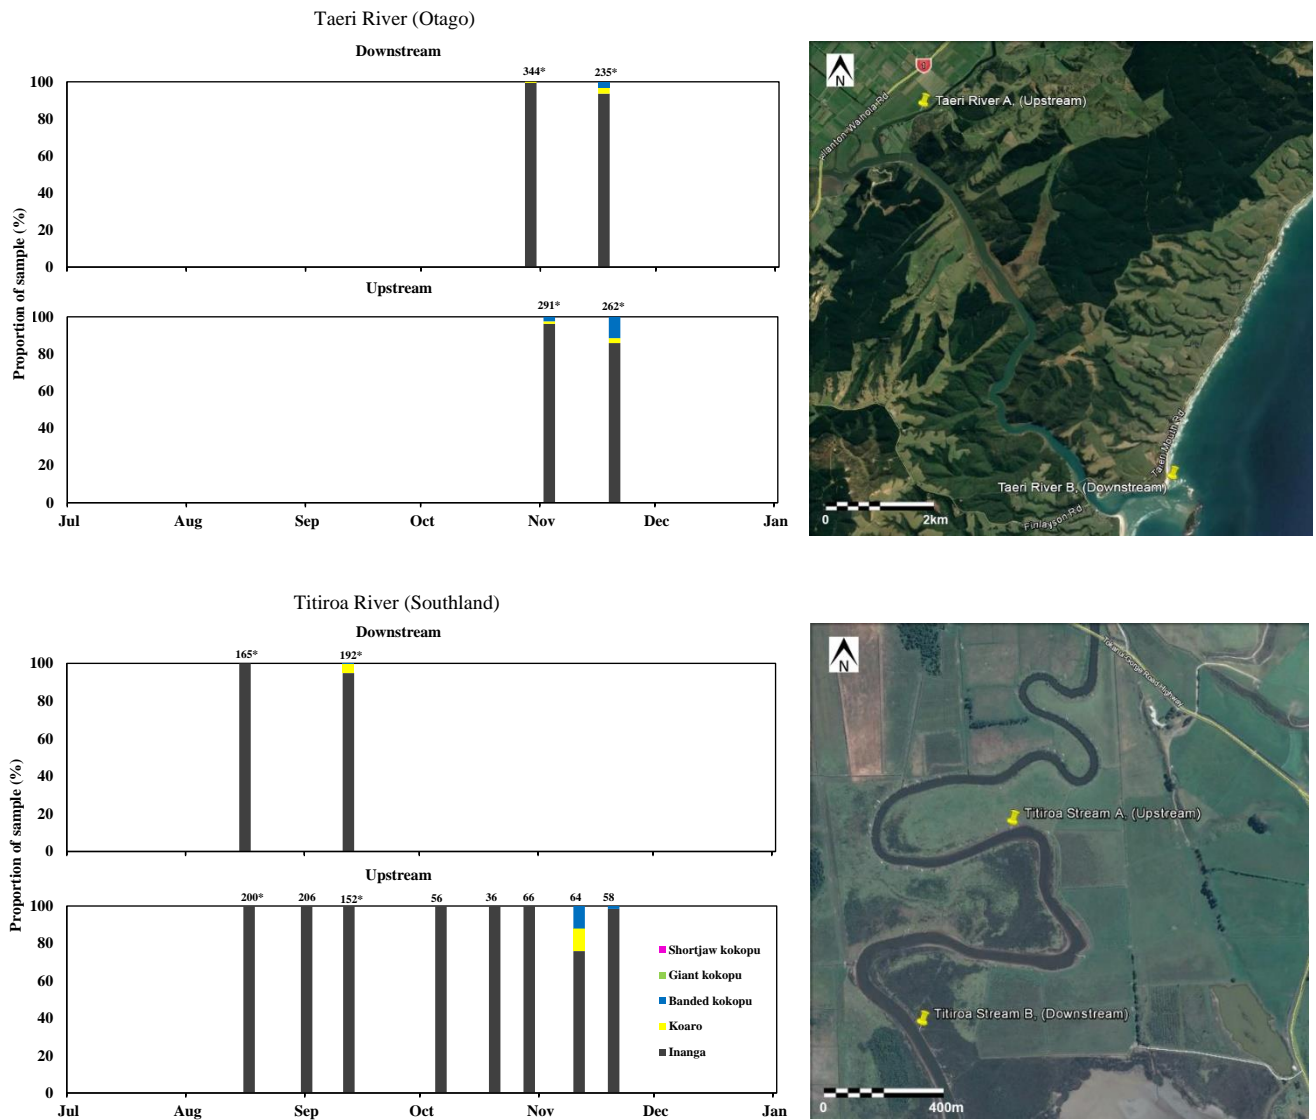 Taeri River (Otago)
Downstream
344* 235*
100
80
60
40
20
0
Upstream
291* 262*
100
80
60
40
20
0
Jul Aug Sep Oct Nov Dec Jan
Proportion of sample (%)
1
Taeri River A, (Upstream)
Taieri Mouth Rd
Taeri River B, (Downstream)
Finlayson Rd
N
0 2km
Titiroa River (Southland)
Downstream
165* 192*
100
80
60
40
20
0
Upstream
200* 206 152* 56 36 66 64 58
100
80
60
40
20
0
Jul Aug Sep Oct Nov Dec Jan
Proportion of sample (%)
Shortjaw kokopu
Giant kokopu
Banded kokopu
Koaro
Inanga
N
Tokanui-Gorge Road Highway
Titiroa Stream A, (Upstream)
Titiroa Stream B, (Downstream)
0 400m